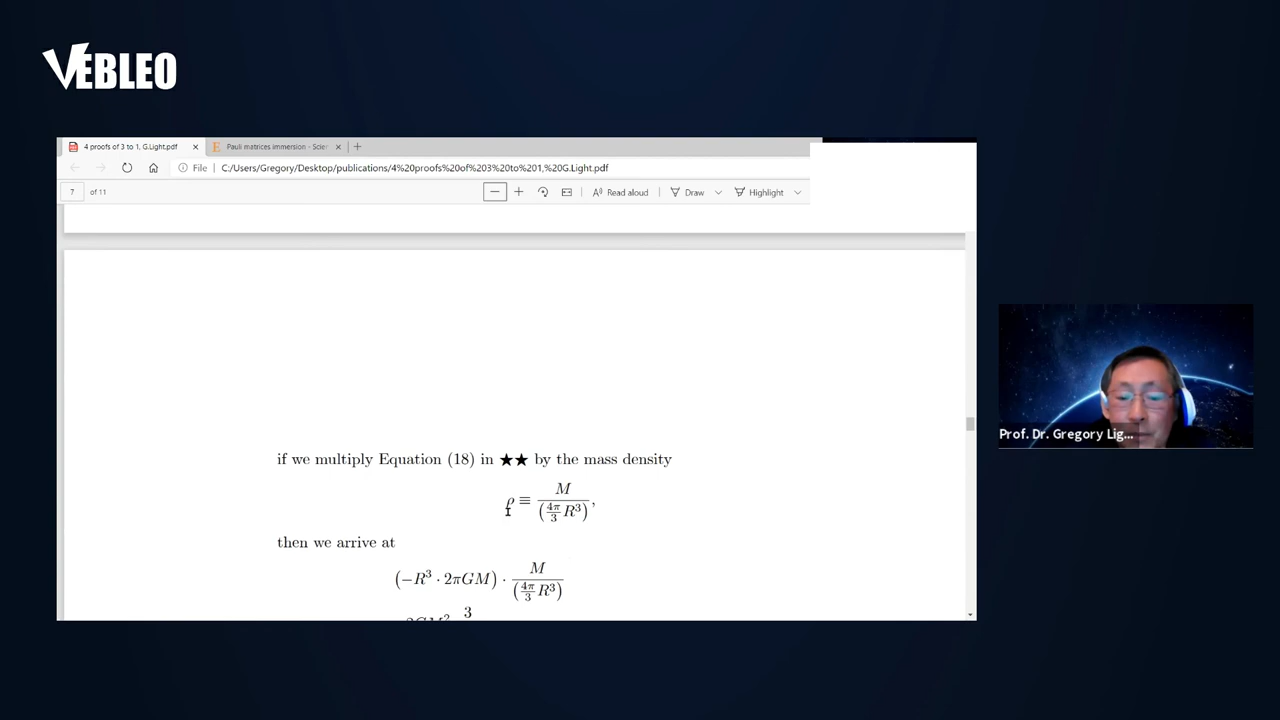 VEBLEO
4 proofs of 3 to 1, G.Light.pdf
Pauli matrices immersion - Scier
File C:/Users/Gregory/Desktop/publications/4%20proofs%20of%203%20to%201,%20G.Light.pdf
7 of 11
Read aloud
Draw
Highlight
if we multiply Equation (18) in ★★ by the mass density
ρ ≡ M / (4π/3 R³),
then we arrive at
(−R³ · 2πGM) · M / (4π/3 R³)
3
Prof. Dr. Gregory Lig...